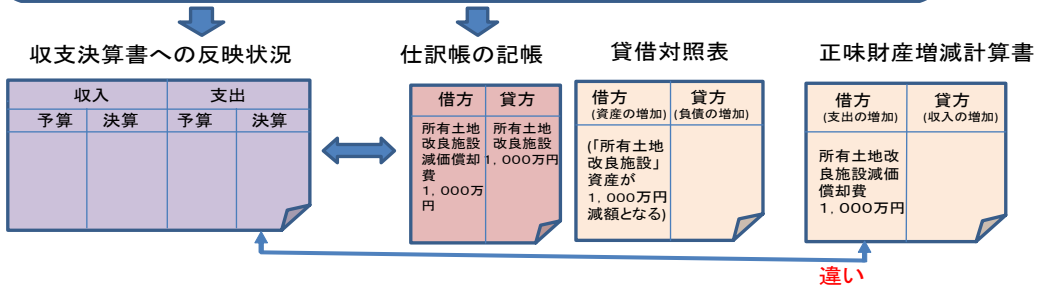 収支決算書への反映状況
収入 支出
予算 決算 予算 決算
仕訳帳の記帳
借方 貸方
所有土地
改良施設
減価償却
費
1，000万
円
所有土地
改良施設
1，000万円
貸借対照表
借方
(資産の増加)
貸方
(負債の増加)
(「所有土地
改良施設」
資産が
1，000万円
減額となる)
正味財産増減計算書
借方
(支出の増加)
貸方
(収入の増加)
所有土地改
良施設減価
償却費
1，000万円
違い